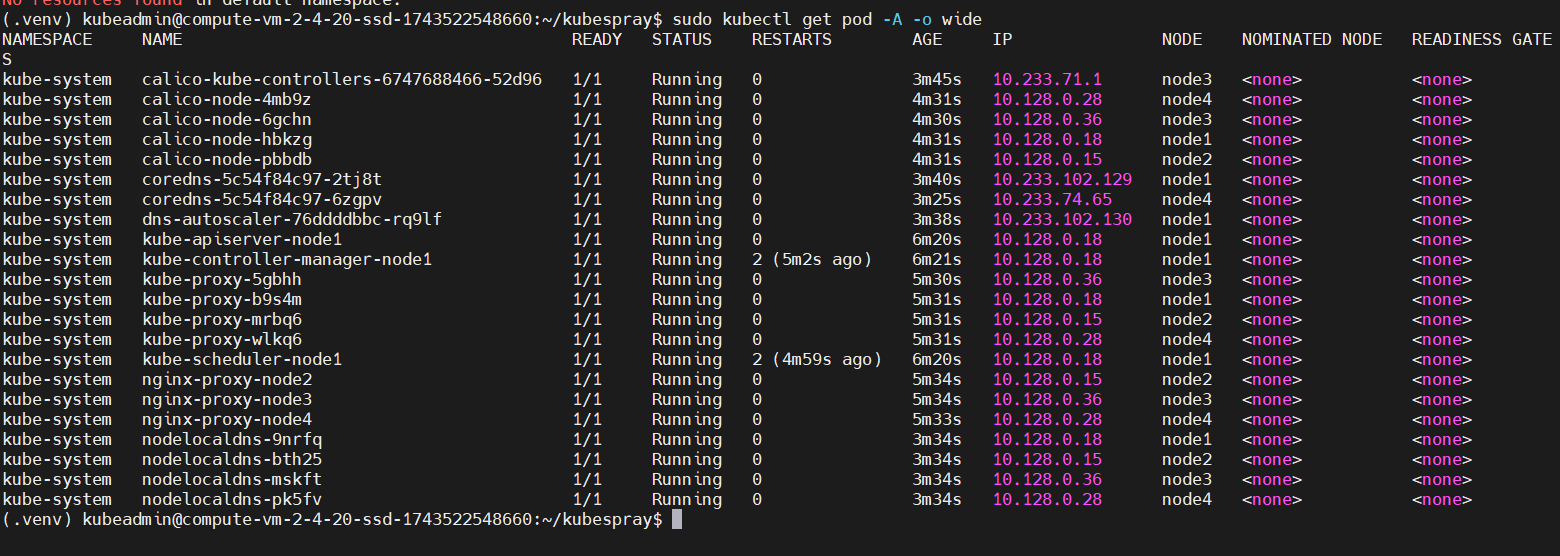 No resources found in default namespace.
(.venv) kubeadmin@compute-vm-2-4-20-ssd-1743522548660:~/kubespray$ sudo kubectl get pod -A -o wide
NAMESPACE     NAME                                       READY   STATUS    RESTARTS        AGE     IP               NODE    NOMINATED NODE   READINESS GATE
S
kube-system   calico-kube-controllers-6747688466-52d96   1/1     Running   0               3m45s   10.233.71.1      node3   <none>           <none>
kube-system   calico-node-4mb9z                          1/1     Running   0               4m31s   10.128.0.28      node4   <none>           <none>
kube-system   calico-node-6gchn                          1/1     Running   0               4m30s   10.128.0.36      node3   <none>           <none>
kube-system   calico-node-hbkzg                          1/1     Running   0               4m31s   10.128.0.18      node1   <none>           <none>
kube-system   calico-node-pbbdb                          1/1     Running   0               4m31s   10.128.0.15      node2   <none>           <none>
kube-system   coredns-5c54f84c97-2tj8t                   1/1     Running   0               3m40s   10.233.102.129   node1   <none>           <none>
kube-system   coredns-5c54f84c97-6zgpv                   1/1     Running   0               3m25s   10.233.74.65     node4   <none>           <none>
kube-system   dns-autoscaler-76ddddbbc-rq9lf             1/1     Running   0               3m38s   10.233.102.130   node1   <none>           <none>
kube-system   kube-apiserver-node1                       1/1     Running   0               6m20s   10.128.0.18      node1   <none>           <none>
kube-system   kube-controller-manager-node1              1/1     Running   2 (5m2s ago)    6m21s   10.128.0.18      node1   <none>           <none>
kube-system   kube-proxy-5gbhh                           1/1     Running   0               5m30s   10.128.0.36      node3   <none>           <none>
kube-system   kube-proxy-b9s4m                           1/1     Running   0               5m31s   10.128.0.18      node1   <none>           <none>
kube-system   kube-proxy-mrbq6                           1/1     Running   0               5m31s   10.128.0.15      node2   <none>           <none>
kube-system   kube-proxy-wlkq6                           1/1     Running   0               5m31s   10.128.0.28      node4   <none>           <none>
kube-system   kube-scheduler-node1                       1/1     Running   2 (4m59s ago)   6m20s   10.128.0.18      node1   <none>           <none>
kube-system   nginx-proxy-node2                          1/1     Running   0               5m34s   10.128.0.15      node2   <none>           <none>
kube-system   nginx-proxy-node3                          1/1     Running   0               5m34s   10.128.0.36      node3   <none>           <none>
kube-system   nginx-proxy-node4                          1/1     Running   0               5m33s   10.128.0.28      node4   <none>           <none>
kube-system   nodelocaldns-9nrfq                         1/1     Running   0               3m34s   10.128.0.18      node1   <none>           <none>
kube-system   nodelocaldns-bth25                         1/1     Running   0               3m34s   10.128.0.15      node2   <none>           <none>
kube-system   nodelocaldns-mskft                         1/1     Running   0               3m34s   10.128.0.36      node3   <none>           <none>
kube-system   nodelocaldns-pk5fv                         1/1     Running   0               3m34s   10.128.0.28      node4   <none>           <none>
(.venv) kubeadmin@compute-vm-2-4-20-ssd-1743522548660:~/kubespray$